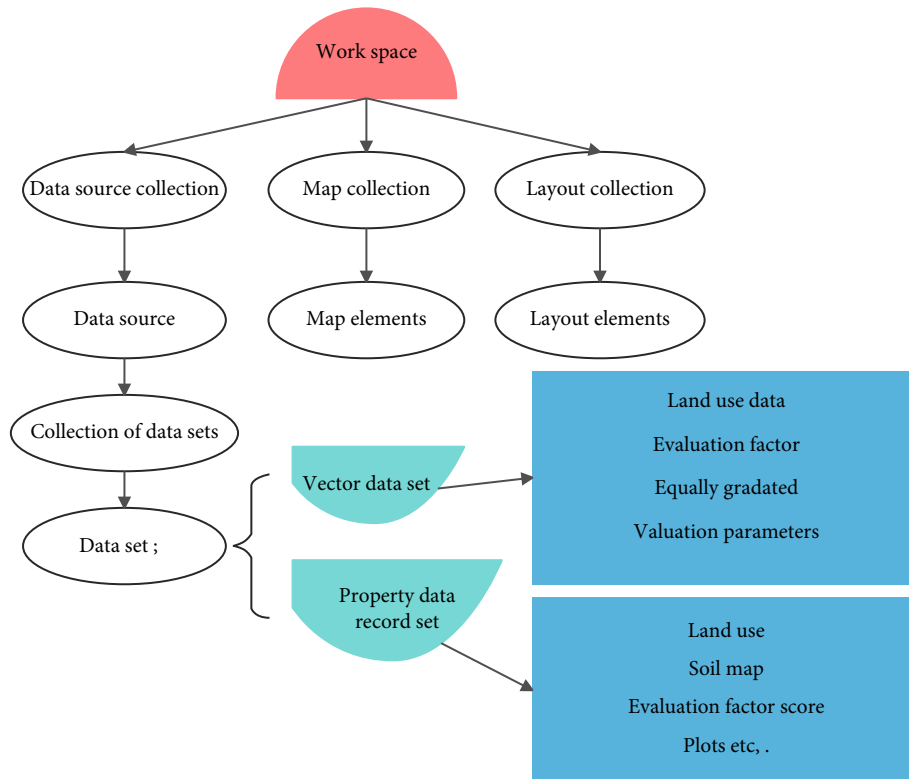 Work space
Data source collection
Map collection
Layout collection
Data source
Map elements
Layout elements
Collection of data sets
Data set ;
Vector data set
Property data
record set
Land use data
Evaluation factor
Equally gradated
Valuation parameters
Land use
Soil map
Evaluation factor score
Plots etc, .